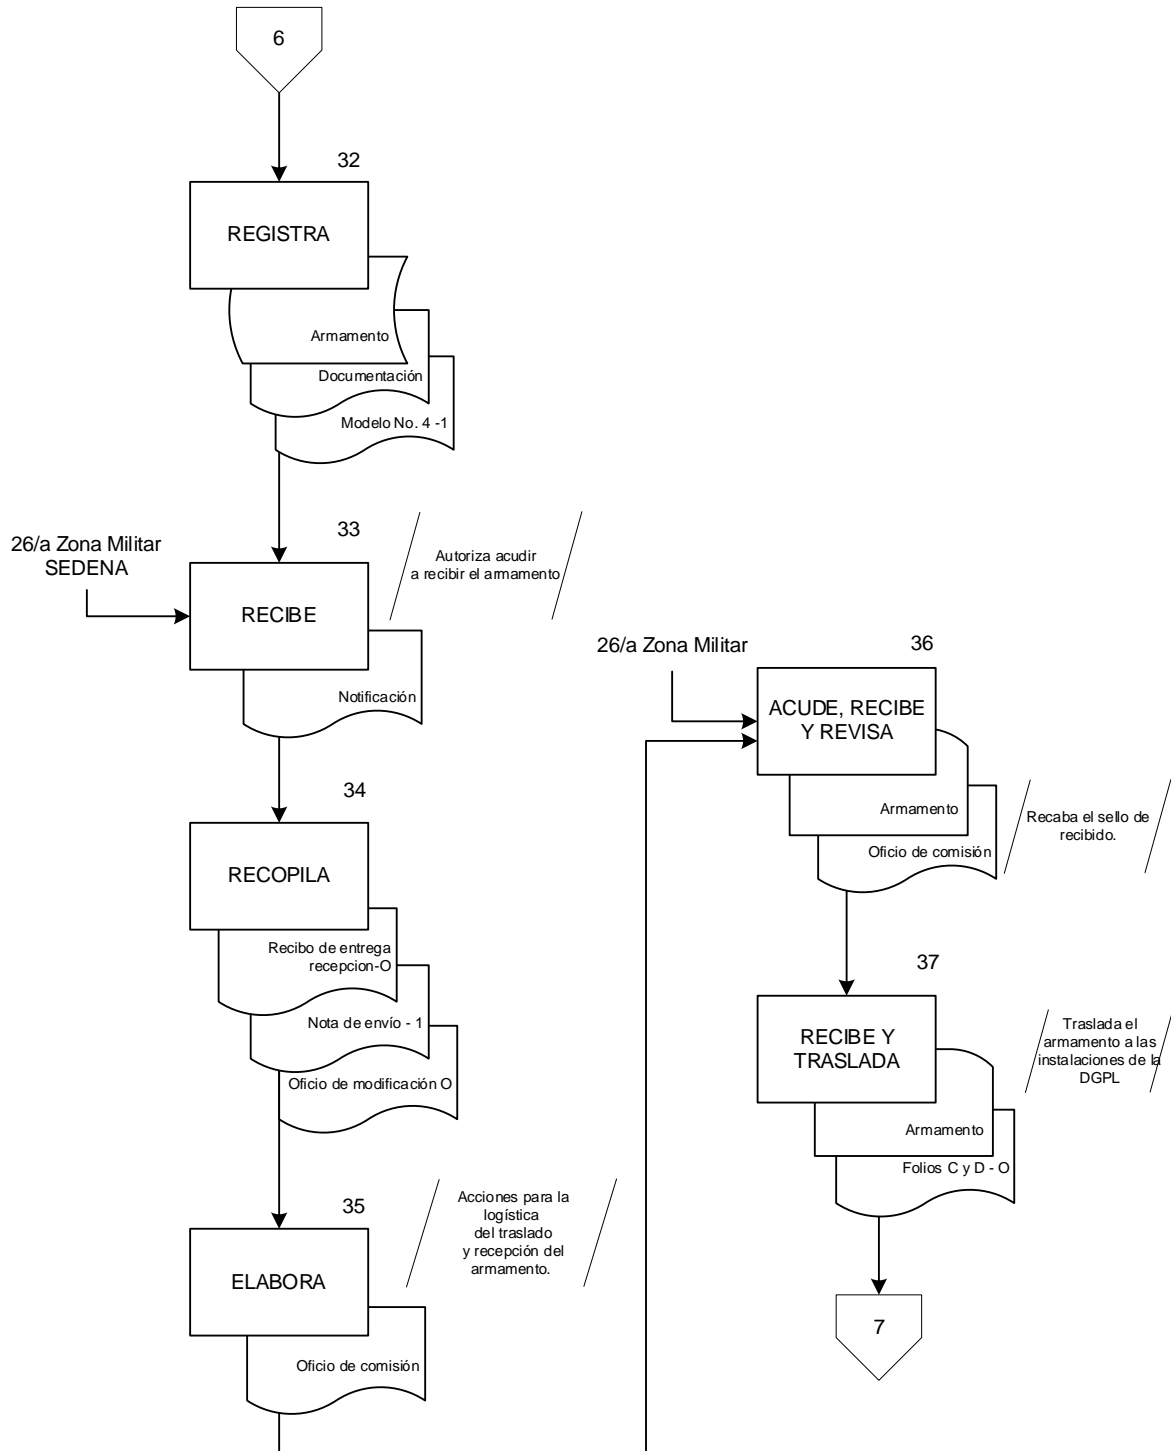 6
32
REGISTRA
Armamento
Documentación
Modelo No. 4 -1
33
26/a Zona Militar
SEDENA
Autoriza acudir
a recibir el armamento
RECIBE
Notificación
34
RECOPILA
Recibo de entrega
recepcion-O
Nota de envío - 1
Oficio de modificación O
35
Acciones para la
logística
del traslado
y recepción del
armamento.
ELABORA
Oficio de comisión
36
26/a Zona Militar
ACUDE, RECIBE
Y REVISA
Armamento
Oficio de comisión
Recaba el sello de
recibido.
37
RECIBE Y
TRASLADA
Traslada el
armamento a las
instalaciones de la
DGPL
Armamento
Folios C y D - O
7